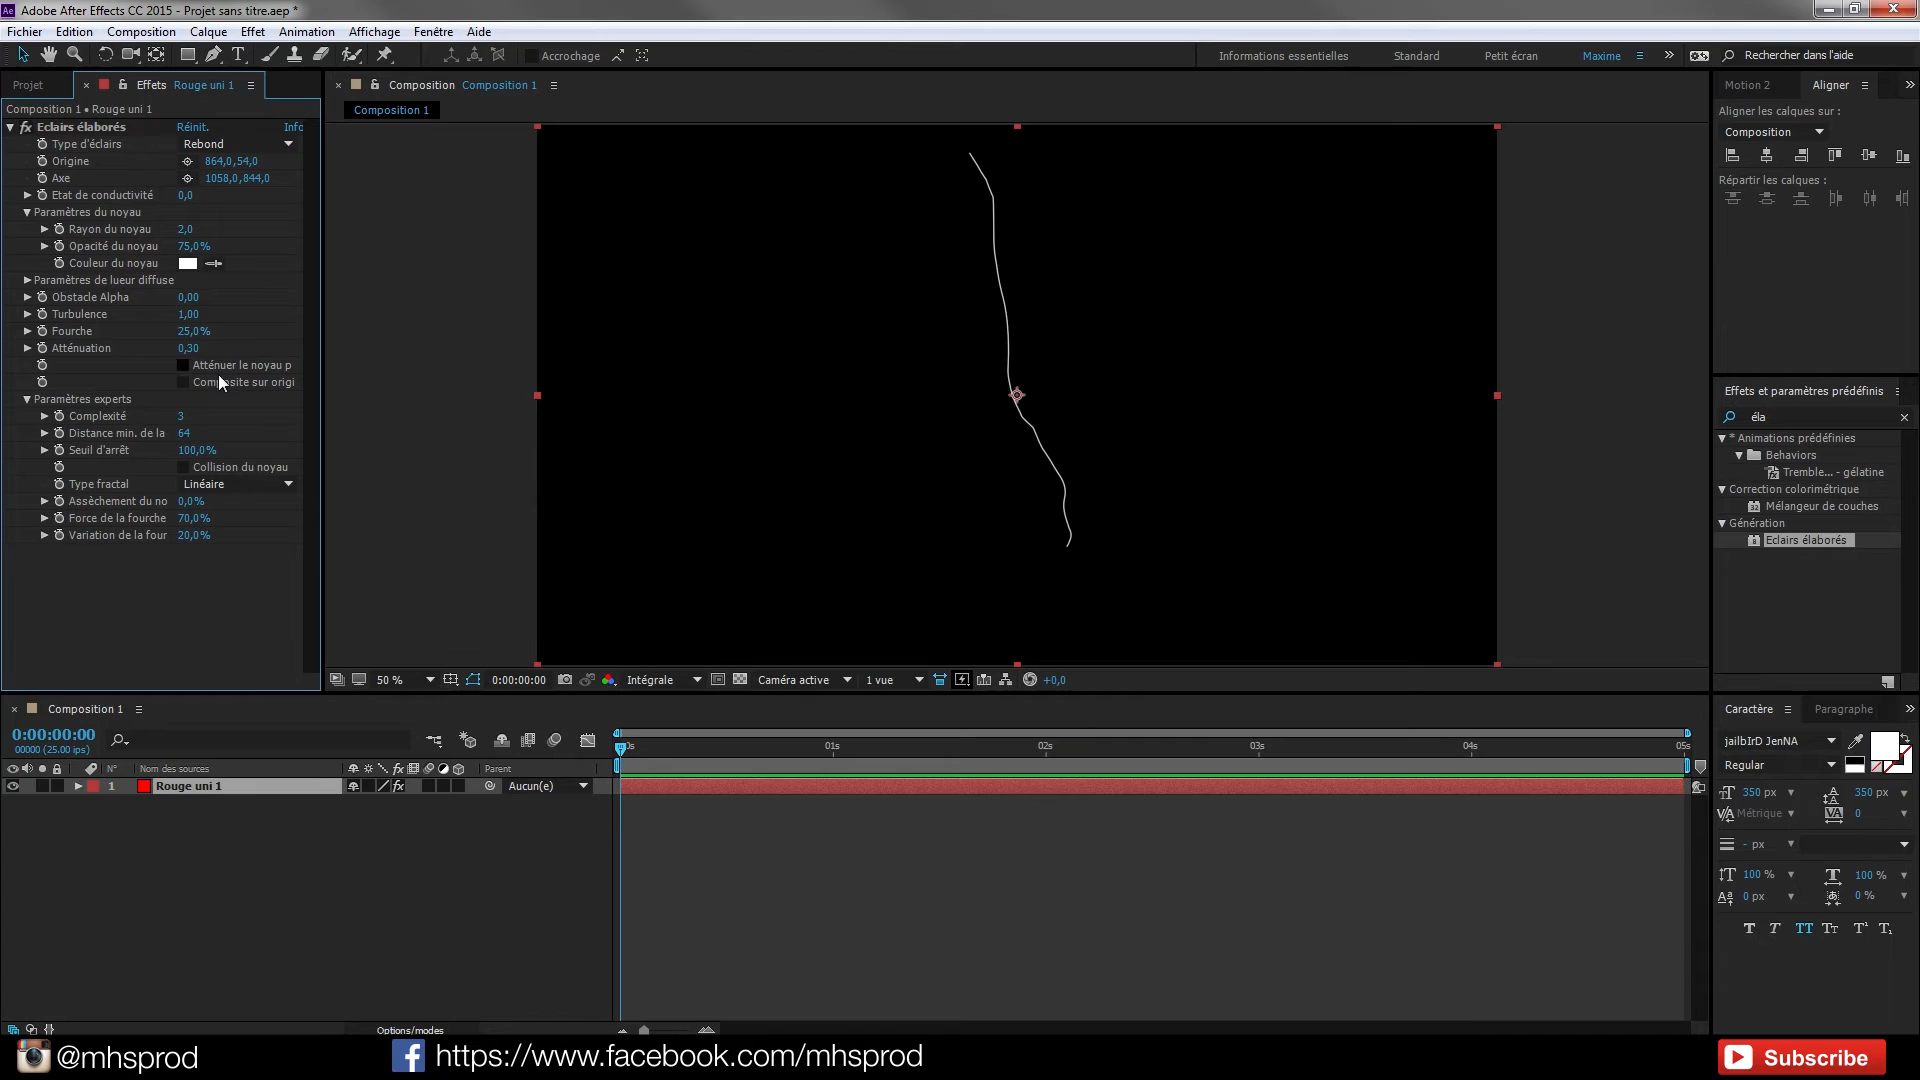 Adobe After Effects CC 2015 - Projet sans titre.aep *
Fichier Edition Composition Calque Effet Animation Affichage Fenêtre Aide
Accrochage
Informations essentielles Standard Petit écran Maxime Rechercher dans l'aide
Projet Effets Rouge uni 1
Composition 1 • Rouge uni 1
Eclairs élaborés Réinit. Info
Type d'éclairs Rebond
Origine 864,0,54,0
Axe 1058,0,844,0
Etat de conductivité 0,0
Paramètres du noyau
Rayon du noyau 2,0
Opacité du noyau 75,0%
Couleur du noyau
Paramètres de lueur diffuse
Obstacle Alpha 0,00
Turbulence 1,00
Fourche 25,0%
Atténuation 0,30
Atténuer le noyau p
Composite sur origi
Paramètres experts
Complexité 3
Distance min. de la 64
Seuil d'arrêt 100,0%
Collision du noyau
Type fractal Linéaire
Assèchement du no 0,0%
Force de la fourche 70,0%
Variation de la four 20,0%
Composition Composition 1
Composition 1
50 % 0:00:00:00 Intégrale Caméra active 1 vue +0,0
Motion 2 Aligner
Aligner les calques sur :
Composition
Répartir les calques :
Effets et paramètres prédéfinis
éla
* Animations prédéfinies
Behaviors
Tremble... - gélatine
Correction colorimétrique
Mélangeur de couches
Génération
Eclairs élaborés
Composition 1
0:00:00:00
00000 (25.00 ips)
N° Nom des sources Parent
1 Rouge uni 1 Aucun(e)
01s 02s 03s 04s 05s
Options/modes
Caractère Paragraphe
jailbIrD JenNA
Regular
350 px 350 px
Métrique 0
- px
100 % 100 %
0 px 0 %
@mhsprod https://www.facebook.com/mhsprod Subscribe